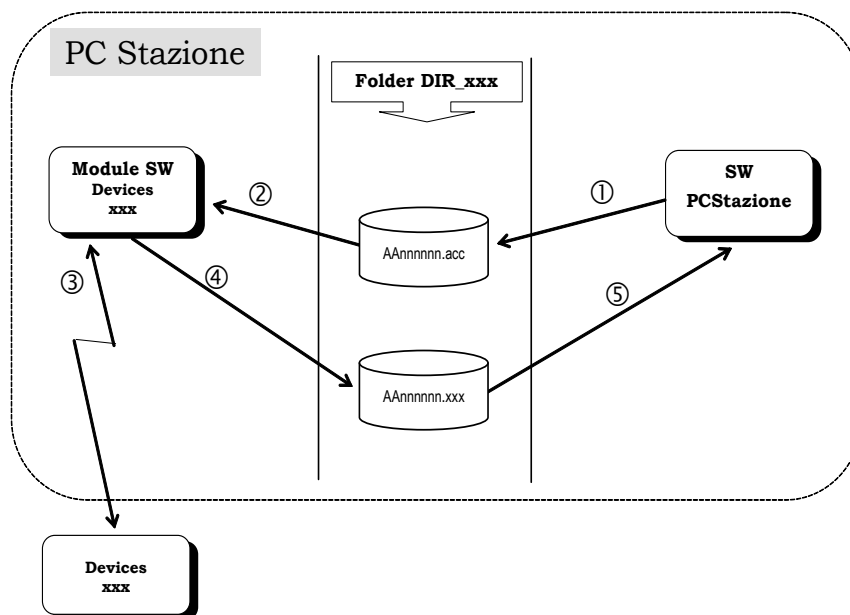 PC Stazione
Folder DIR_xxx
Module SW
Devices
xxx
②
①
SW
PCStazione
AAnnnnnn.acc
③
④
⑤
AAnnnnnn.xxx
Devices
xxx